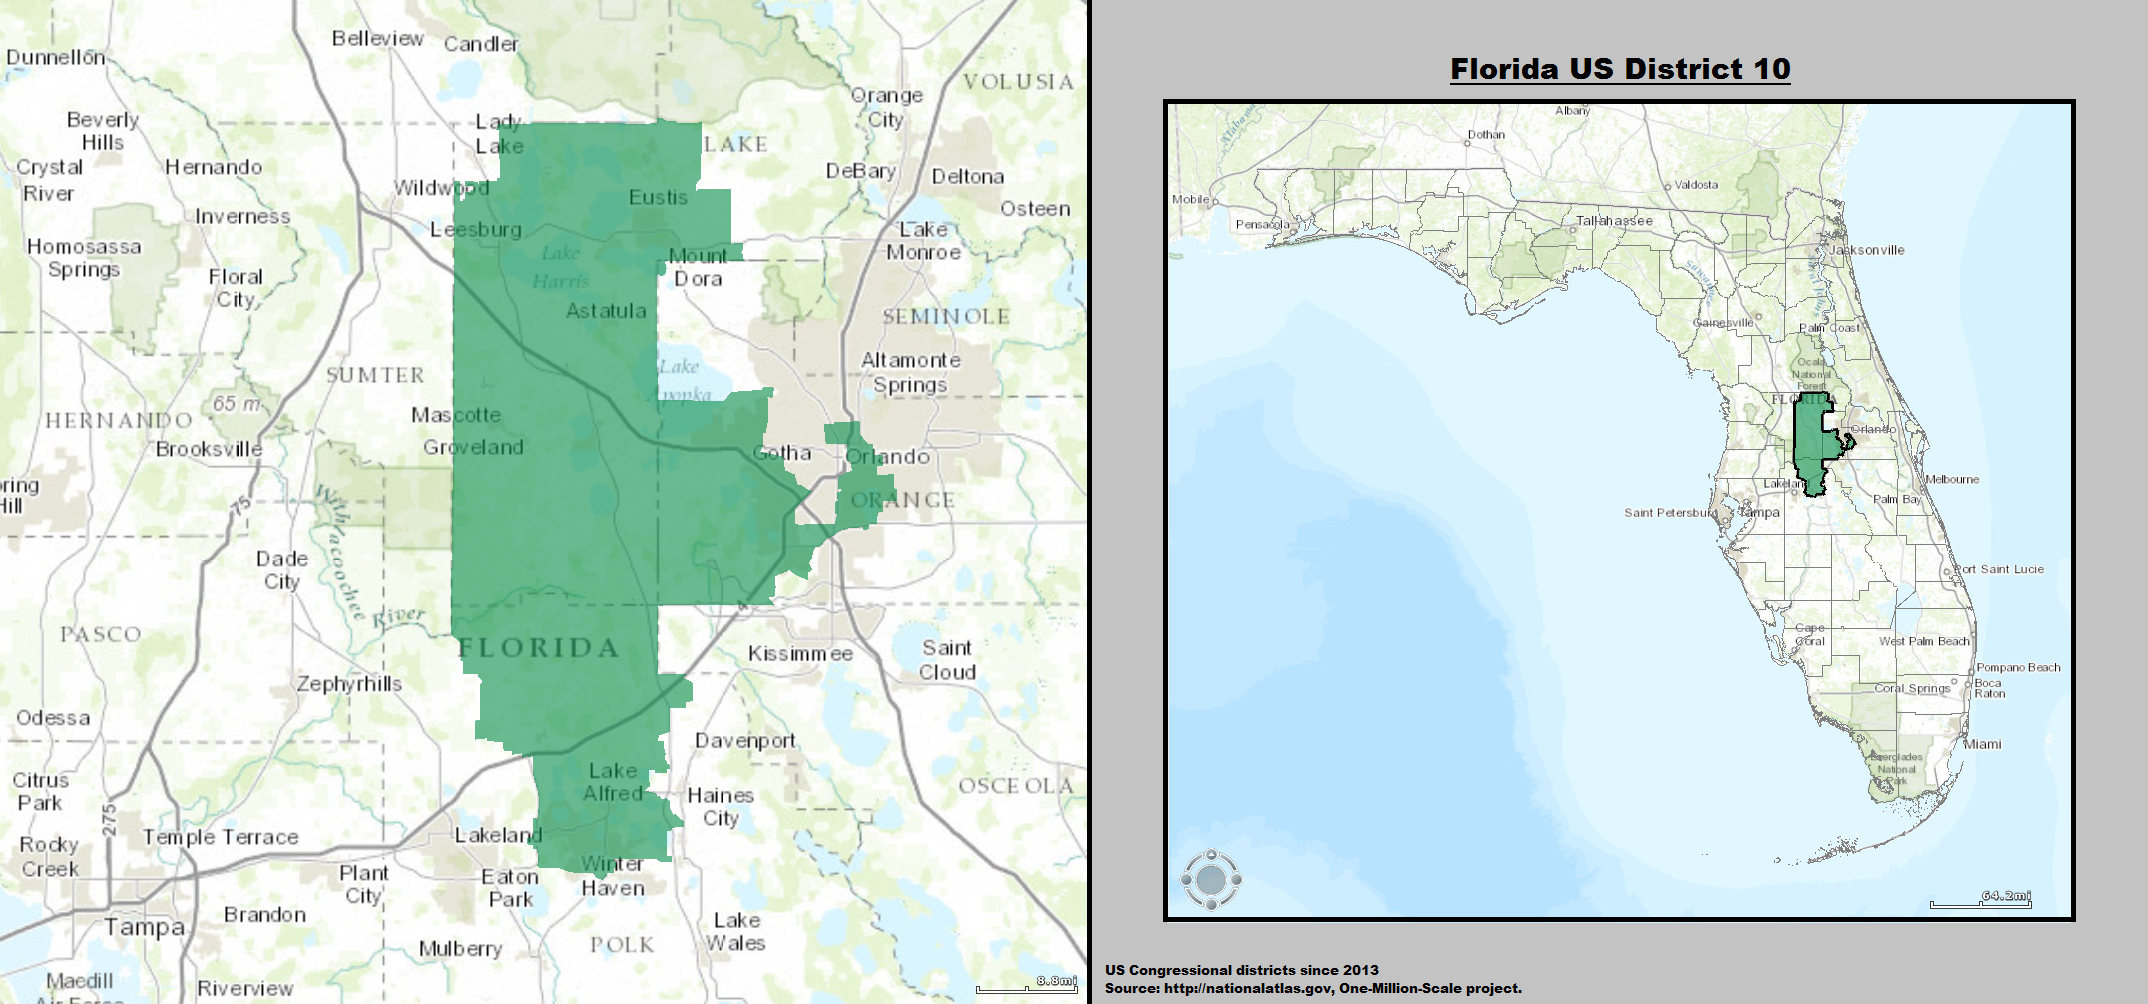 Belleview
Candler
Dunnellon
VOLUSIA
Orange
City
Beverly
Hills
Lady
Lake
LAKE
Crystal
River
Hernando
DeBary
Deltona
Wildwood
Eustis
Osteen
Inverness
Leesburg
Lake
Monroe
Homosassa
Springs
Lake
Harris
Mount
Dora
Floral
City
Astatula
SEMINOLE
Lake
Apopka
Altamonte
Springs
SUMTER
65 m
Mascotte
HERNANDO
Brooksville
Groveland
Gotha
Orlando
ring
Hill
75
ORANGE
Withlacoochee
River
Dade
City
4
PASCO
FLORIDA
Kissimmee
Saint
Cloud
Zephyrhills
Odessa
Davenport
Citrus
Park
Lake
Alfred
Haines
City
OSCEOLA
275
Temple Terrace
Lakeland
Rocky
Creek
Plant
City
Eaton
Park
Winter
Haven
Brandon
Tampa
Mulberry
POLK
Lake
Wales
Macdill
Air Force
Riverview
8.8mi
Florida US District 10
Albany
Alabama
Dothan
Mobile
Valdosta
Pensacola
Tallahassee
Jacksonville
Suwannee
Saint Johns
Gainesville
Palm Coast
Ocala
National
Forest
FLORIDA
Orlando
Lakeland
Melbourne
Palm Bay
Saint Petersburg
Tampa
Port Saint Lucie
Cape
Coral
West Palm Beach
Pompano Beach
Coral Springs
Boca
Raton
Miami
Everglades
National
Park
64.2mi
US Congressional districts since 2013
Source: http://nationalatlas.gov, One-Million-Scale project.